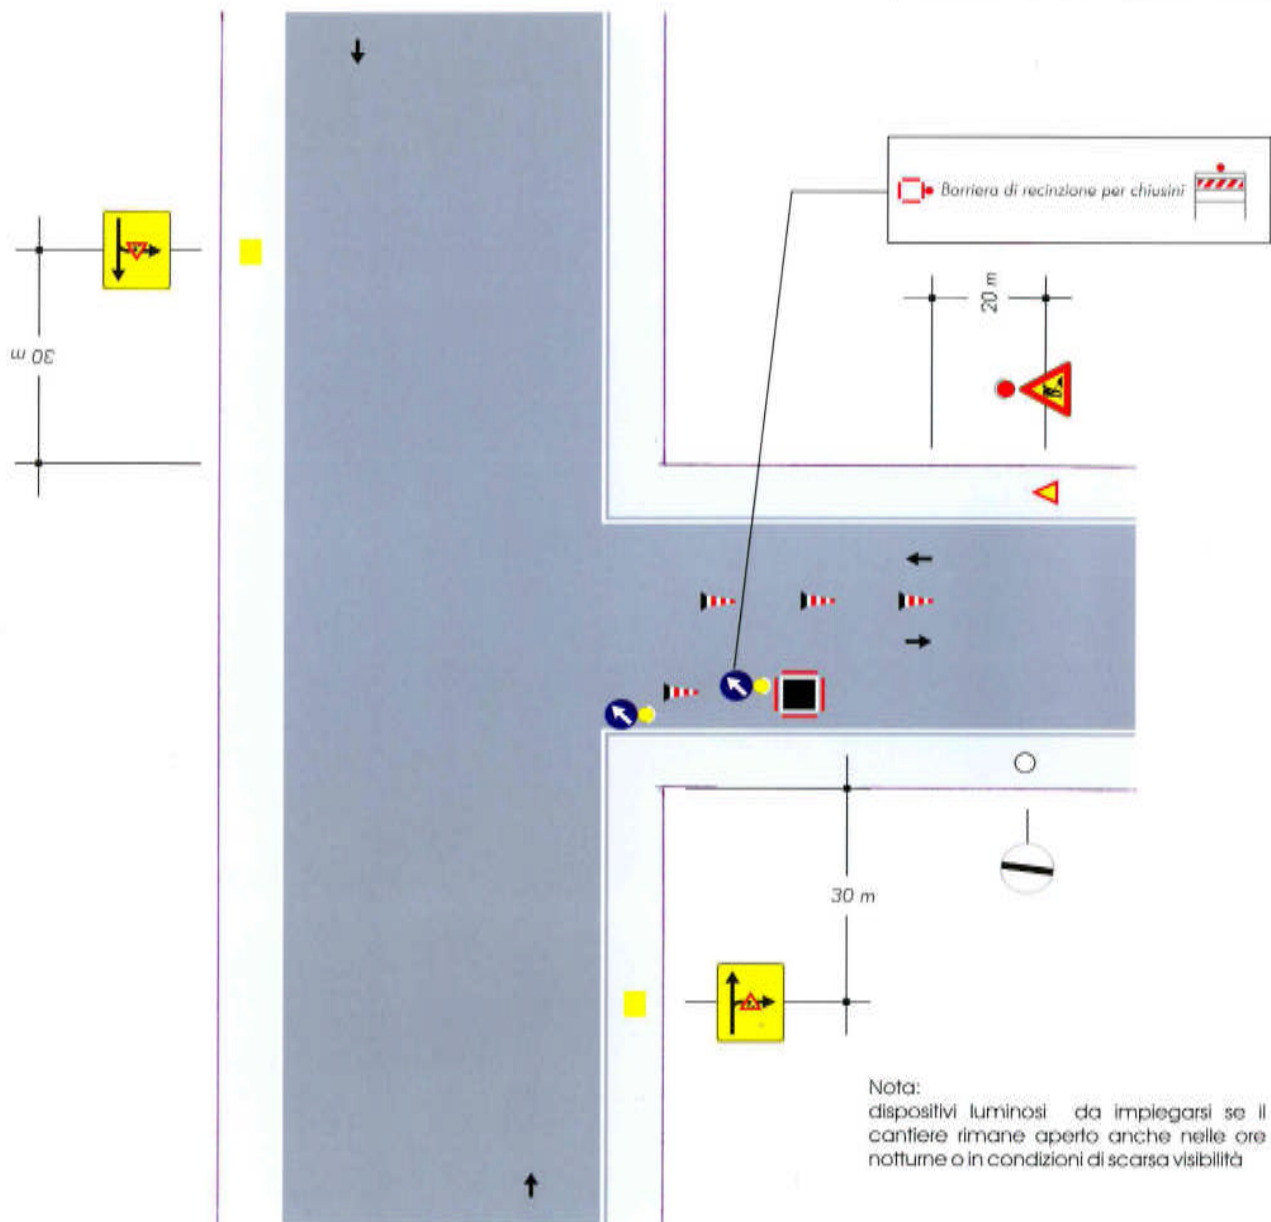 Barriera di recinzione per chiusini
20 m
30 m
30 m
Nota:
dispositivi luminosi da impiegarsi se il
cantiere rimane aperto anche nelle ore
notturne o in condizioni di scarsa visibilità